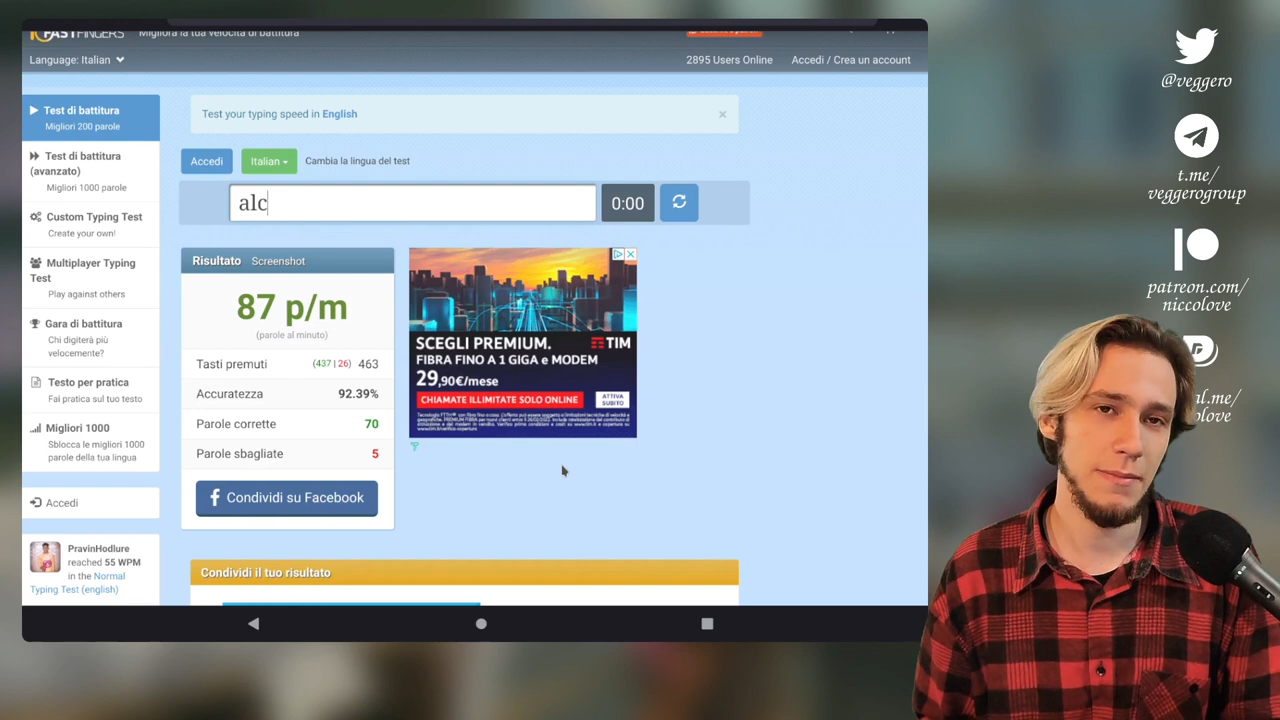 FASTFINGERS
Migliora la tua velocità di battitura
Language: Italian
2895 Users Online
Accedi / Crea un account
Test di battitura
Migliori 200 parole
Test di battitura
(avanzato)
Migliori 1000 parole
Custom Typing Test
Create your own!
Multiplayer Typing
Test
Play against others
Gara di battitura
Chi digiterà più
velocemente?
Testo per pratica
Fai pratica sul tuo testo
Migliori 1000
Sblocca le migliori 1000
parole della tua lingua
Accedi
PravinHodlure
reached 55 WPM
in the Normal
Typing Test (english)
Test your typing speed in English
×
Accedi
Italian
Cambia la lingua del test
alc
0:00
Risultato
Screenshot
87 p/m
(parole al minuto)
Tasti premuti (437 | 26) 463
Accuratezza 92.39%
Parole corrette 70
Parole sbagliate 5
Condividi su Facebook
SCEGLI PREMIUM.
TIM
FIBRA FINO A 1 GIGA e MODEM
29,90€/mese
CHIAMATE ILLIMITATE SOLO ONLINE
ATTIVA
SUBITO
Condividi il tuo risultato
@veggero
t.me/
veggerogroup
patreon.com/
niccolove
al.me/
olove